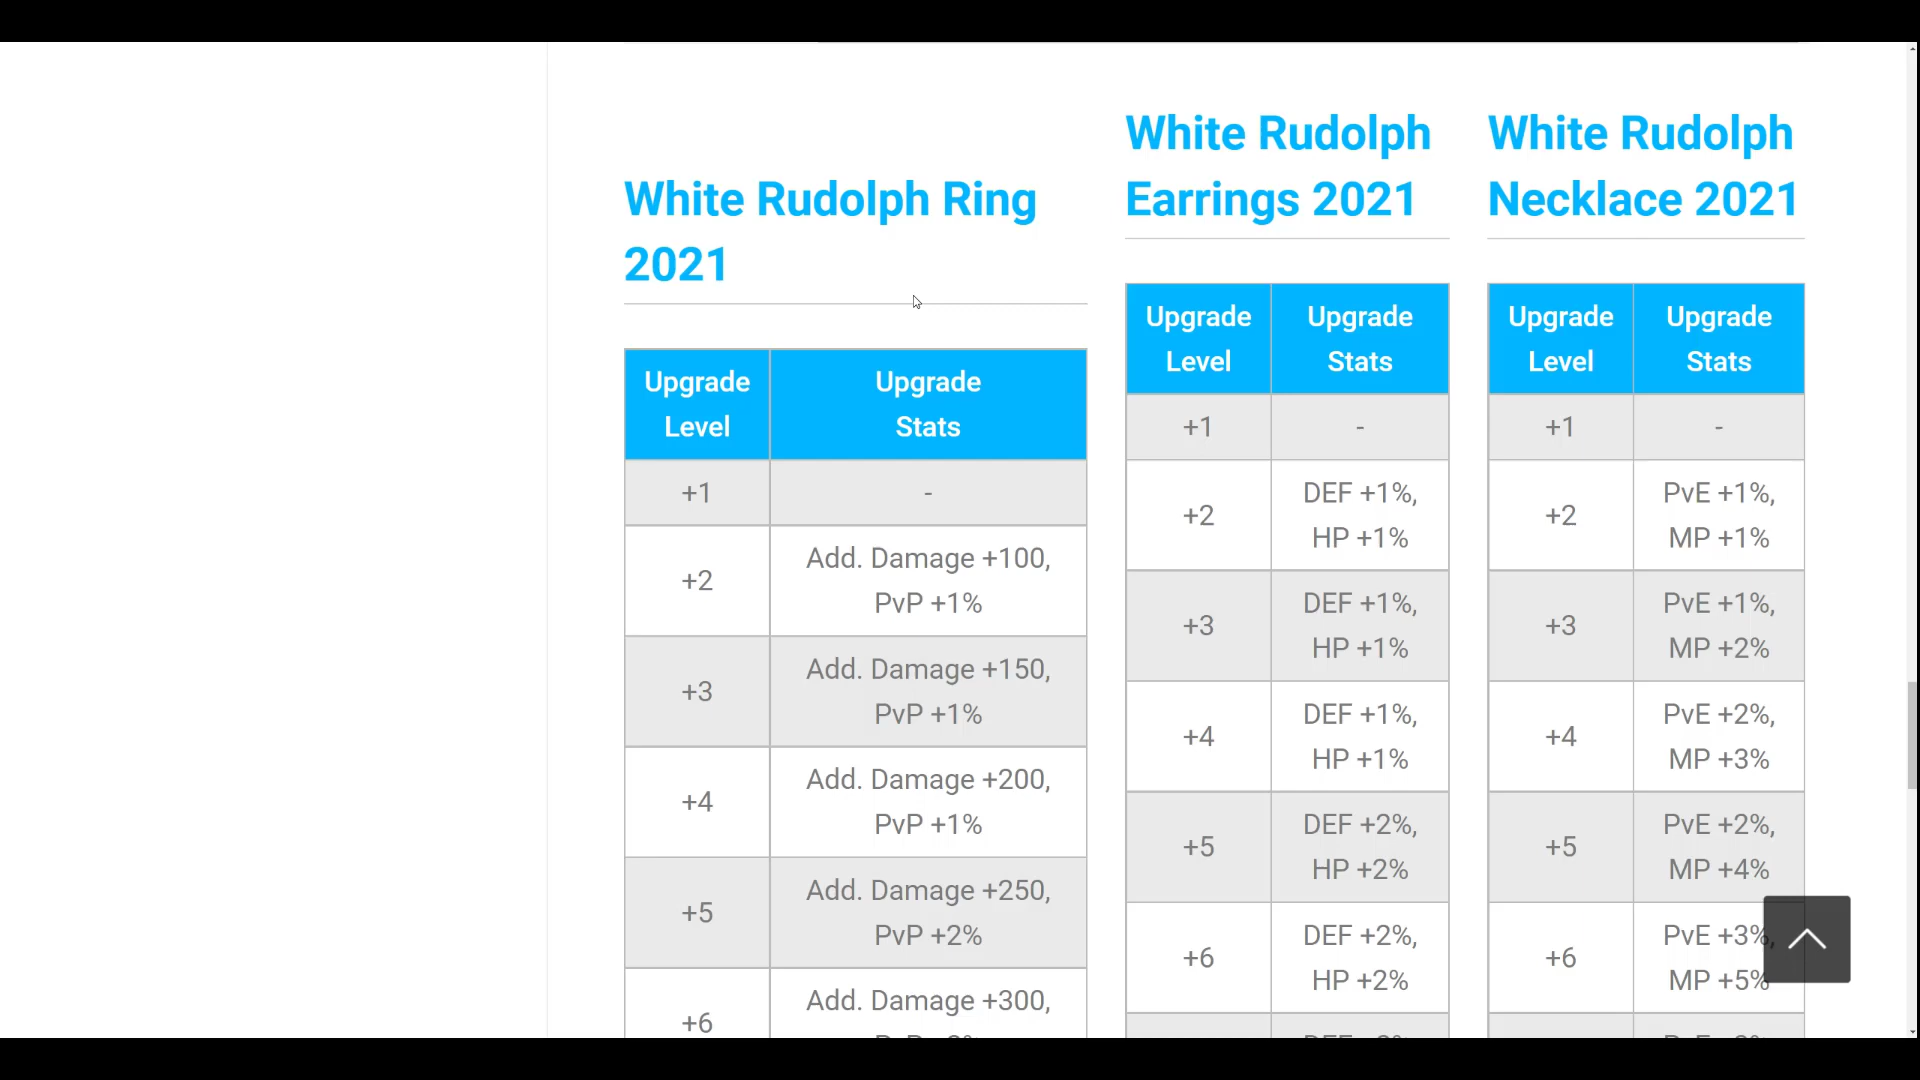 White Rudolph Ring
2021
Upgrade
Level
Upgrade
Stats
+1
-
+2
Add. Damage +100,
PvP +1%
+3
Add. Damage +150,
PvP +1%
+4
Add. Damage +200,
PvP +1%
+5
Add. Damage +250,
PvP +2%
+6
Add. Damage +300,
White Rudolph
Earrings 2021
Upgrade
Level
Upgrade
Stats
+1
-
+2
DEF +1%,
HP +1%
+3
DEF +1%,
HP +1%
+4
DEF +1%,
HP +1%
+5
DEF +2%,
HP +2%
+6
DEF +2%,
HP +2%
White Rudolph
Necklace 2021
Upgrade
Level
Upgrade
Stats
+1
-
+2
PvE +1%,
MP +1%
+3
PvE +1%,
MP +2%
+4
PvE +2%,
MP +3%
+5
PvE +2%,
MP +4%
+6
PvE +3%,
MP +5%